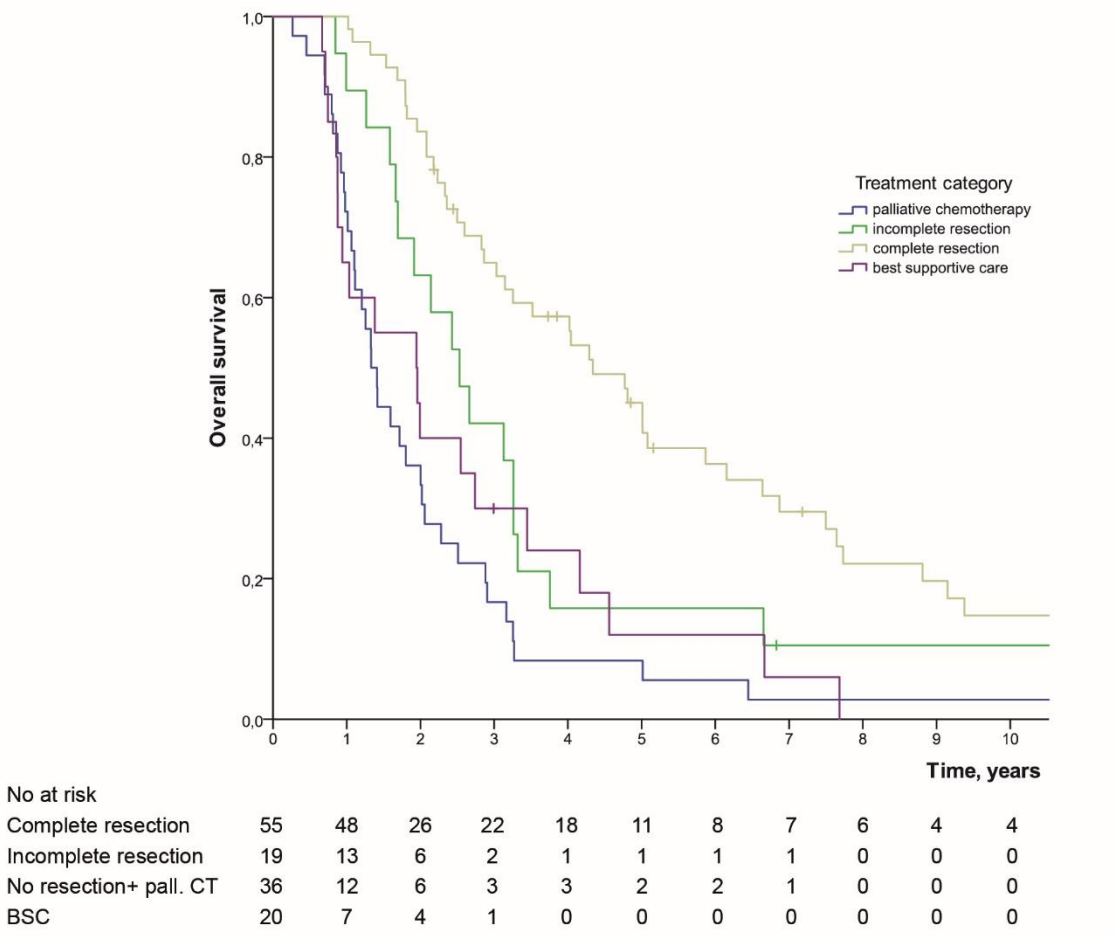 1,0
0,8
0,6
0,4
0,2
0,0
Overall survival
Treatment category
palliative chemotherapy
incomplete resection
complete resection
best supportive care
0 1 2 3 4 5 6 7 8 9 10
Time, years
No at risk
Complete resection 55 48 26 22 18 11 8 7 6 4 4
Incomplete resection 19 13 6 2 1 1 1 1 0 0 0
No resection+ pall. CT 36 12 6 3 3 2 2 1 0 0 0
BSC 20 7 4 1 0 0 0 0 0 0 0